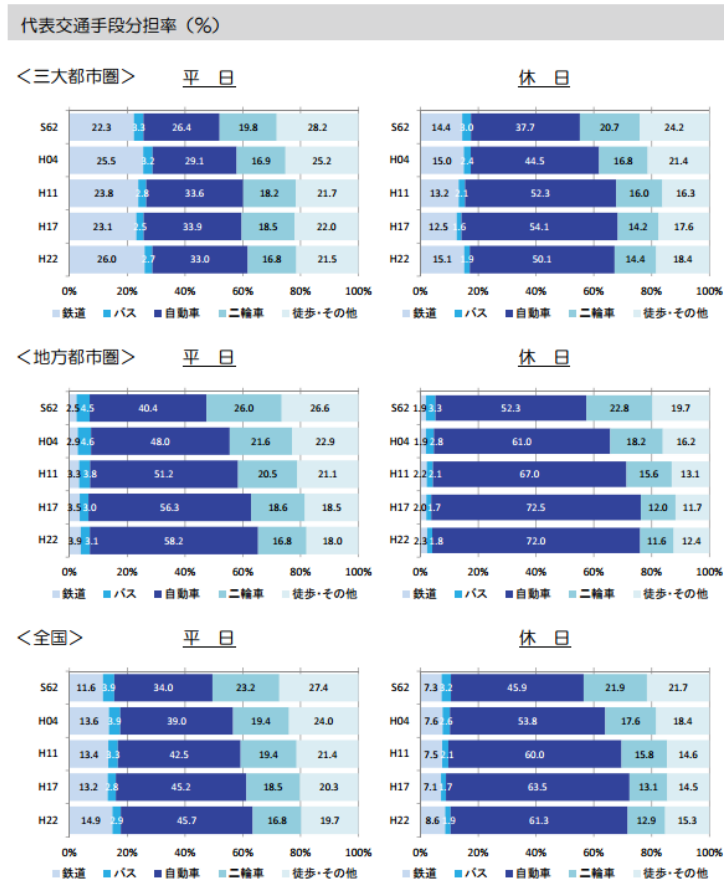 代表交通手段分担率（%）
＜三大都市圏＞ 平 日 休 日
S62 22.3 3.3 26.4 19.8 28.2
H04 25.5 3.2 29.1 16.9 25.2
H11 23.8 2.8 33.6 18.2 21.7
H17 23.1 2.5 33.9 18.5 22.0
H22 26.0 2.7 33.0 16.8 21.5
0% 20% 40% 60% 80% 100%
鉄道 バス 自動車 二輪車 徒歩・その他
S62 14.4 3.0 37.7 20.7 24.2
H04 15.0 2.4 44.5 16.8 21.4
H11 13.2 2.1 52.3 16.0 16.3
H17 12.5 1.6 54.1 14.2 17.6
H22 15.1 1.9 50.1 14.4 18.4
0% 20% 40% 60% 80% 100%
鉄道 バス 自動車 二輪車 徒歩・その他
＜地方都市圏＞ 平 日 休 日
S62 2.5 4.5 40.4 26.0 26.6
H04 2.9 4.6 48.0 21.6 22.9
H11 3.3 3.8 51.2 20.5 21.1
H17 3.5 3.0 56.3 18.6 18.5
H22 3.9 3.1 58.2 16.8 18.0
0% 20% 40% 60% 80% 100%
鉄道 バス 自動車 二輪車 徒歩・その他
S62 1.9 3.3 52.3 22.8 19.7
H04 1.9 2.8 61.0 18.2 16.2
H11 2.2 2.1 67.0 15.6 13.1
H17 2.0 1.7 72.5 12.0 11.7
H22 2.3 1.8 72.0 11.6 12.4
0% 20% 40% 60% 80% 100%
鉄道 バス 自動車 二輪車 徒歩・その他
＜全国＞ 平 日 休 日
S62 11.6 3.9 34.0 23.2 27.4
H04 13.6 3.9 39.0 19.4 24.0
H11 13.4 3.3 42.5 19.4 21.4
H17 13.2 2.8 45.2 18.5 20.3
H22 14.9 2.9 45.7 16.8 19.7
0% 20% 40% 60% 80% 100%
鉄道 バス 自動車 二輪車 徒歩・その他
S62 7.3 3.2 45.9 21.9 21.7
H04 7.6 2.6 53.8 17.6 18.4
H11 7.5 2.1 60.0 15.8 14.6
H17 7.1 1.7 63.5 13.1 14.5
H22 8.6 1.9 61.3 12.9 15.3
0% 20% 40% 60% 80% 100%
鉄道 バス 自動車 二輪車 徒歩・その他